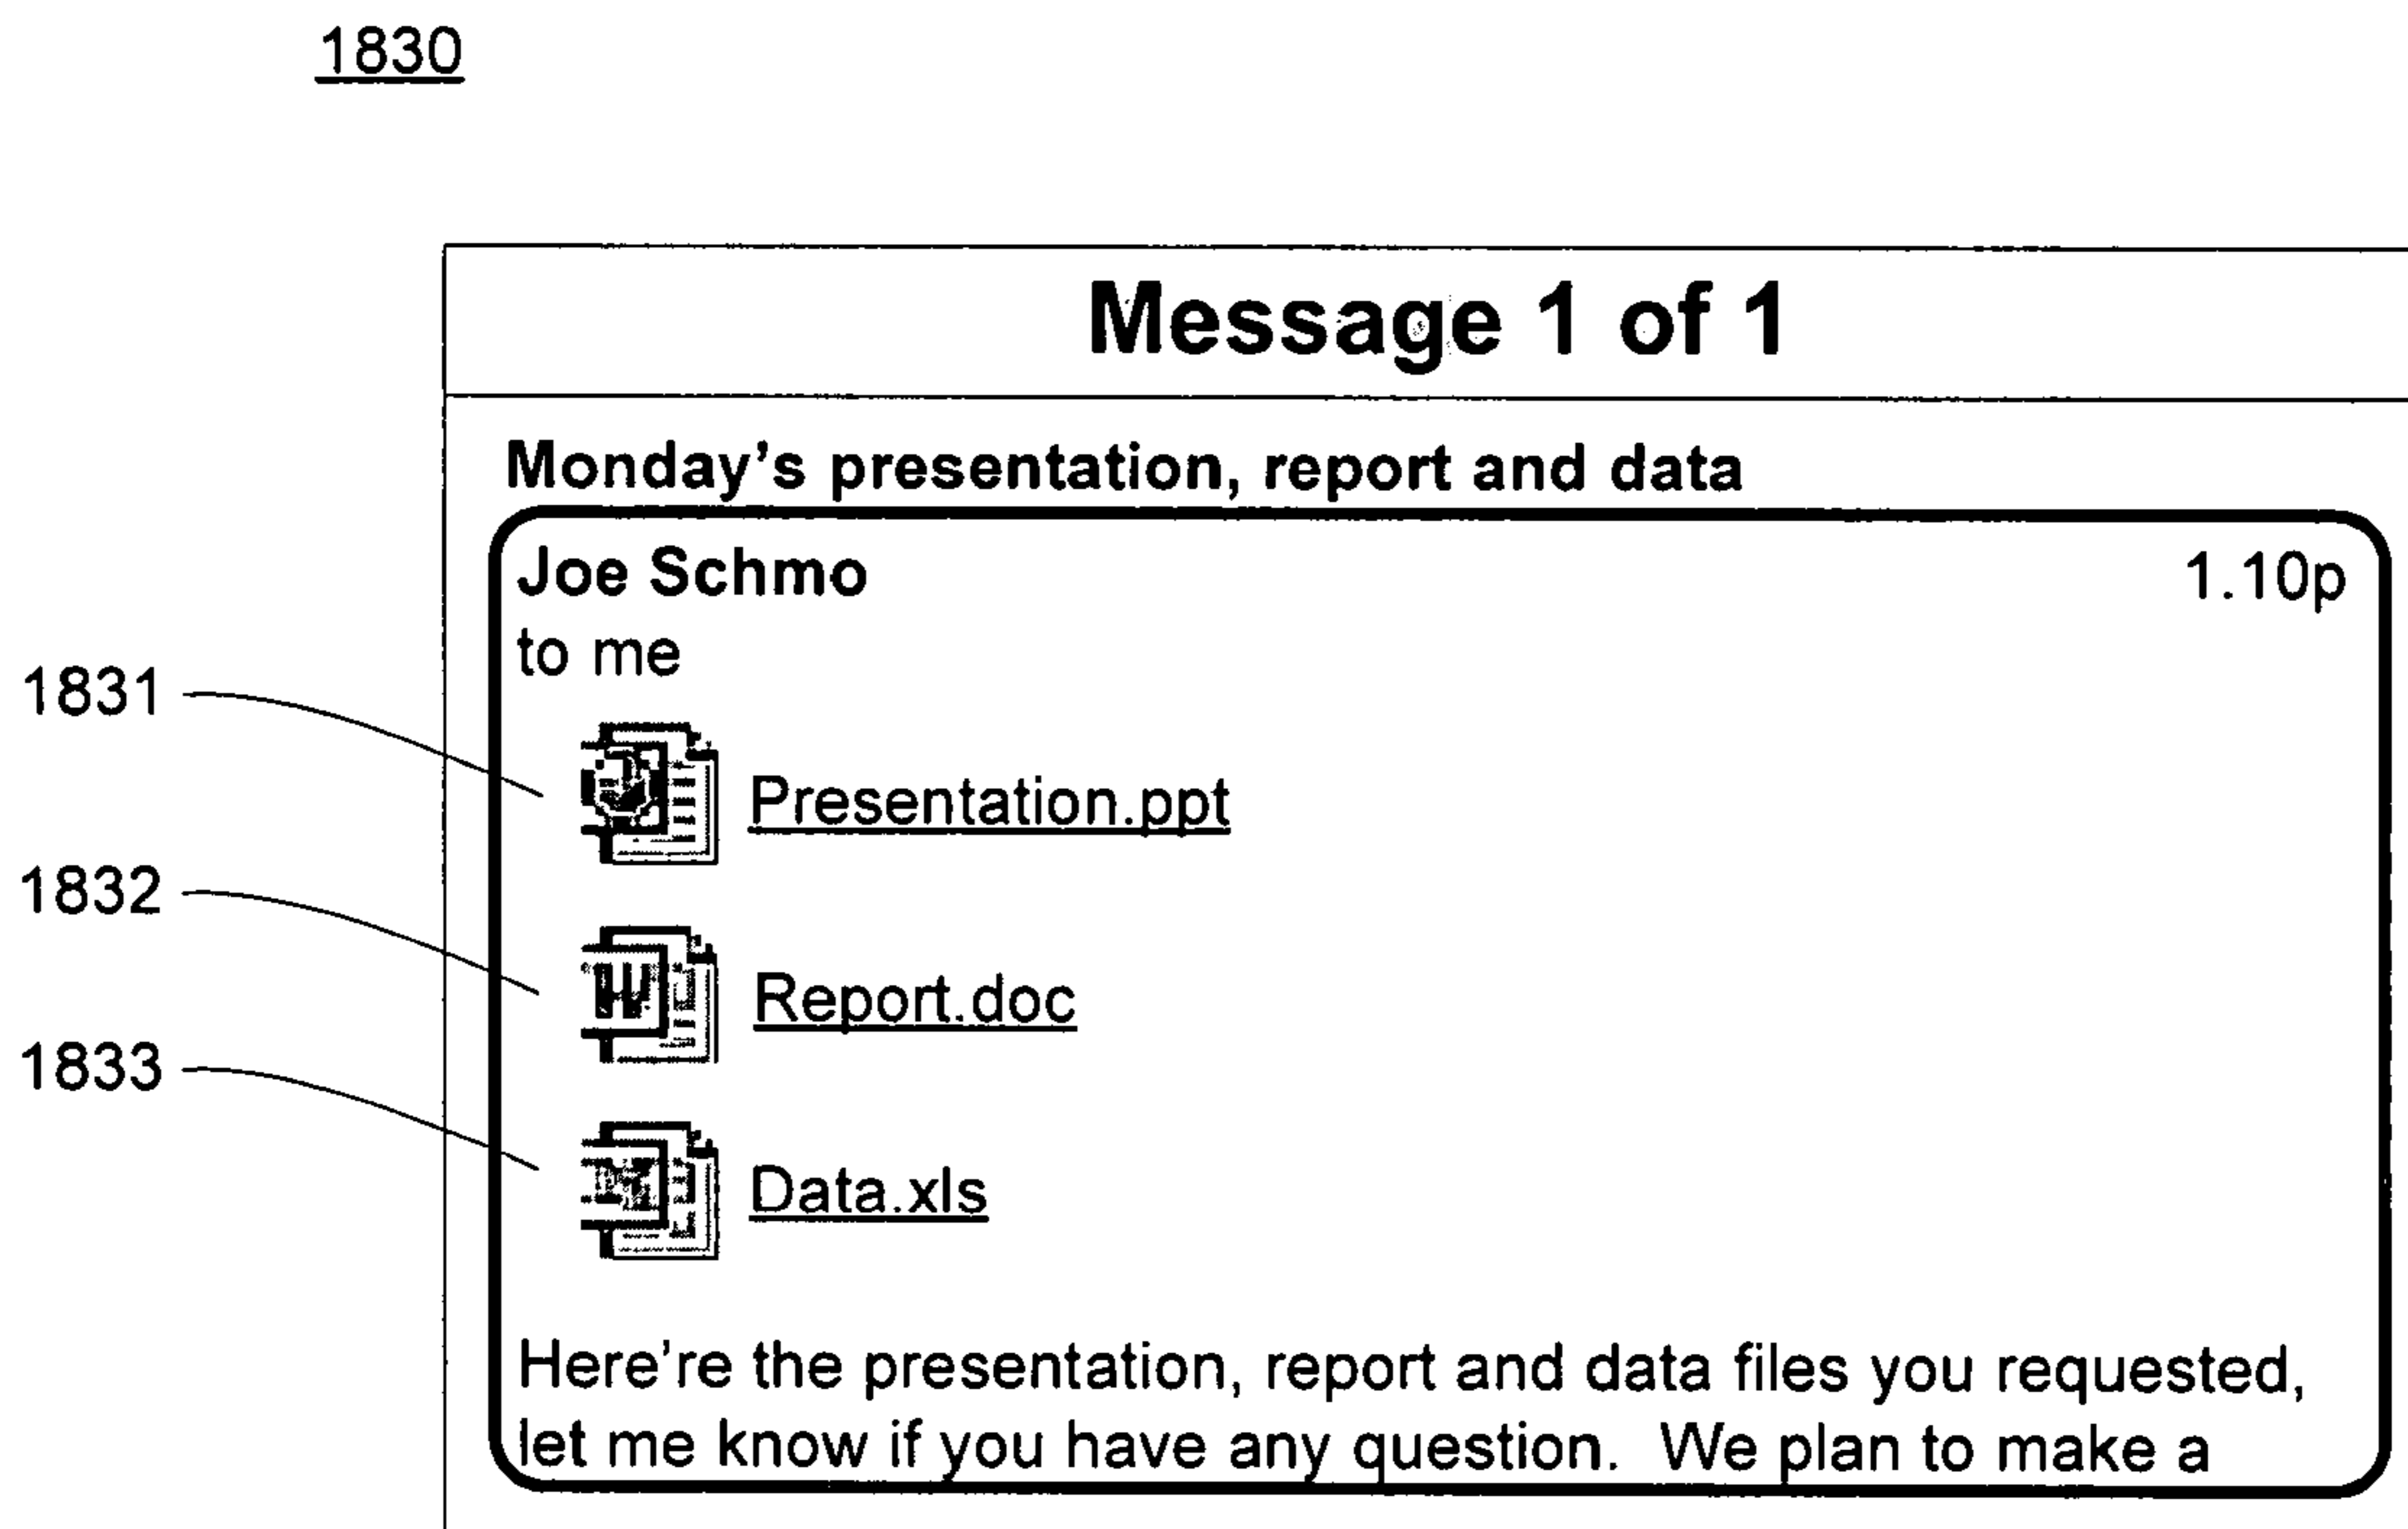 1830
Message 1 of 1
Monday's presentation, report and data
Joe Schmo 1.10p
to me
1831
Presentation.ppt
1832
W Report.doc
1833
Data.xls
Here're the presentation, report and data files you requested,
let me know if you have any question. We plan to make a